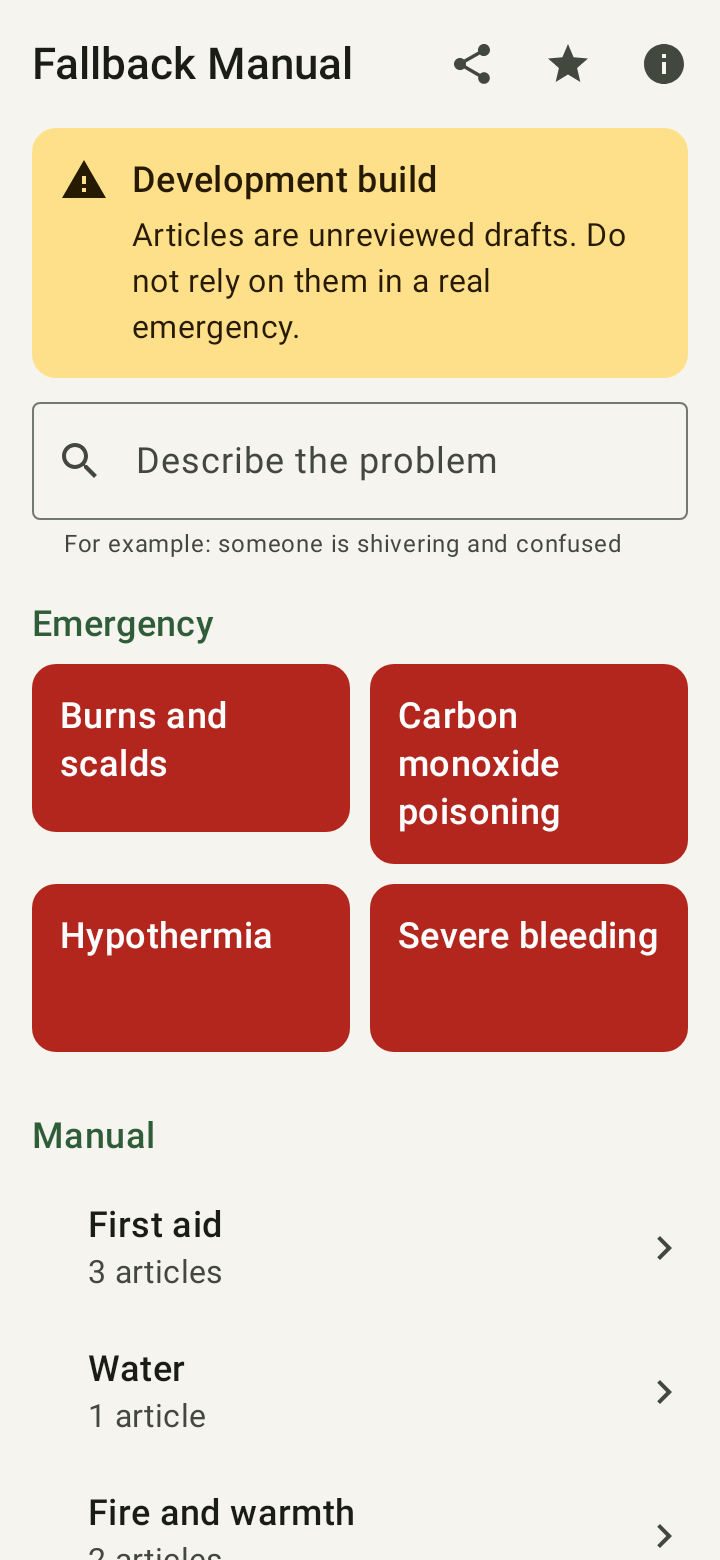 Fallback Manual
Development build
Articles are unreviewed drafts. Do
not rely on them in a real
emergency.
Describe the problem
For example: someone is shivering and confused
Emergency
Burns and
scalds
Carbon
monoxide
poisoning
Hypothermia
Severe bleeding
Manual
First aid
3 articles
Water
1 article
Fire and warmth
2 articles